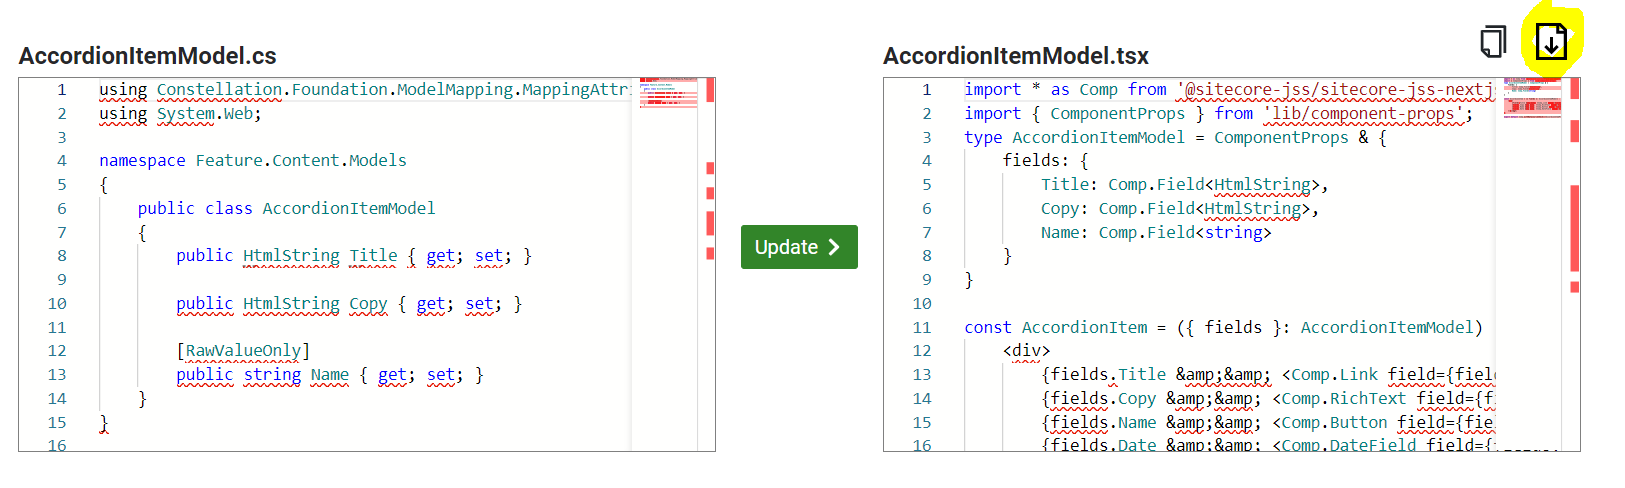 AccordionItemModel.cs
1 using Constellation.Foundation.ModelMapping.MappingAttr
2 using System.Web;
3
4 namespace Feature.Content.Models
5 {
6 public class AccordionItemModel
7 {
8 public HtmlString Title { get; set; }
9
10 public HtmlString Copy { get; set; }
11
12 [RawValueOnly]
13 public string Name { get; set; }
14 }
15 }
16
Update
AccordionItemModel.tsx
1 import * as Comp from '@sitecore-jss/sitecore-jss-nextj
2 import { ComponentProps } from 'lib/component-props';
3 type AccordionItemModel = ComponentProps & {
4 fields: {
5 Title: Comp.Field<HtmlString>,
6 Copy: Comp.Field<HtmlString>,
7 Name: Comp.Field<string>
8 }
9 }
10
11 const AccordionItem = ({ fields }: AccordionItemModel)
12 <div>
13 {fields.Title &amp;&amp; <Comp.Link field={fiel
14 {fields.Copy &amp;&amp; <Comp.RichText field={f
15 {fields.Name &amp;&amp; <Comp.Button field={fie
16 {fields.Date &amp;&amp; <Comp.DateField field={